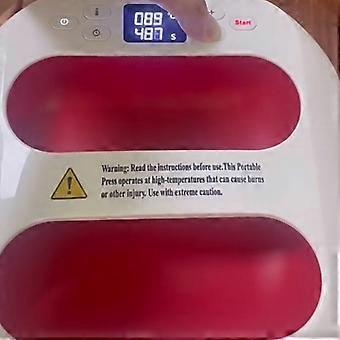 089 °C
487 S
+
Start
Warning: Read the instructions before use.This Portable
Press operates at high-temperatures that can cause burns
or other injury. Use with extreme caution.